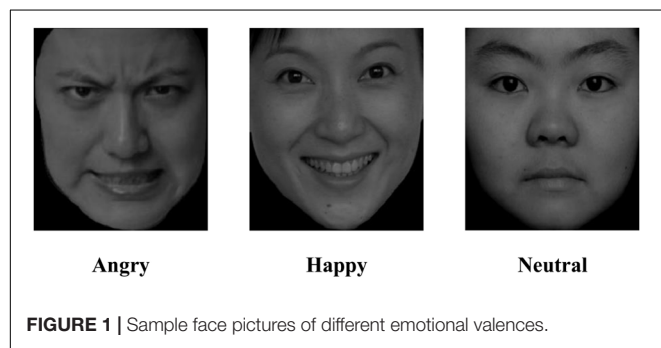 Angry Happy Neutral
FIGURE 1 | Sample face pictures of different emotional valences.